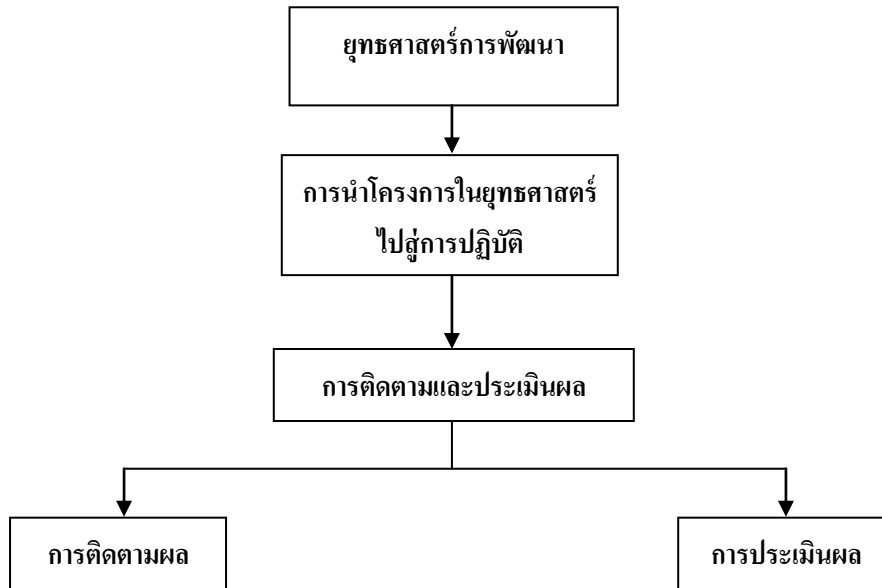 ยุทธศาสตร์การพัฒนา
การนำโครงการในยุทธศาสตร์
ไปสู่การปฏิบัติ
การติดตามและประเมินผล
การติดตามผล
การประเมินผล